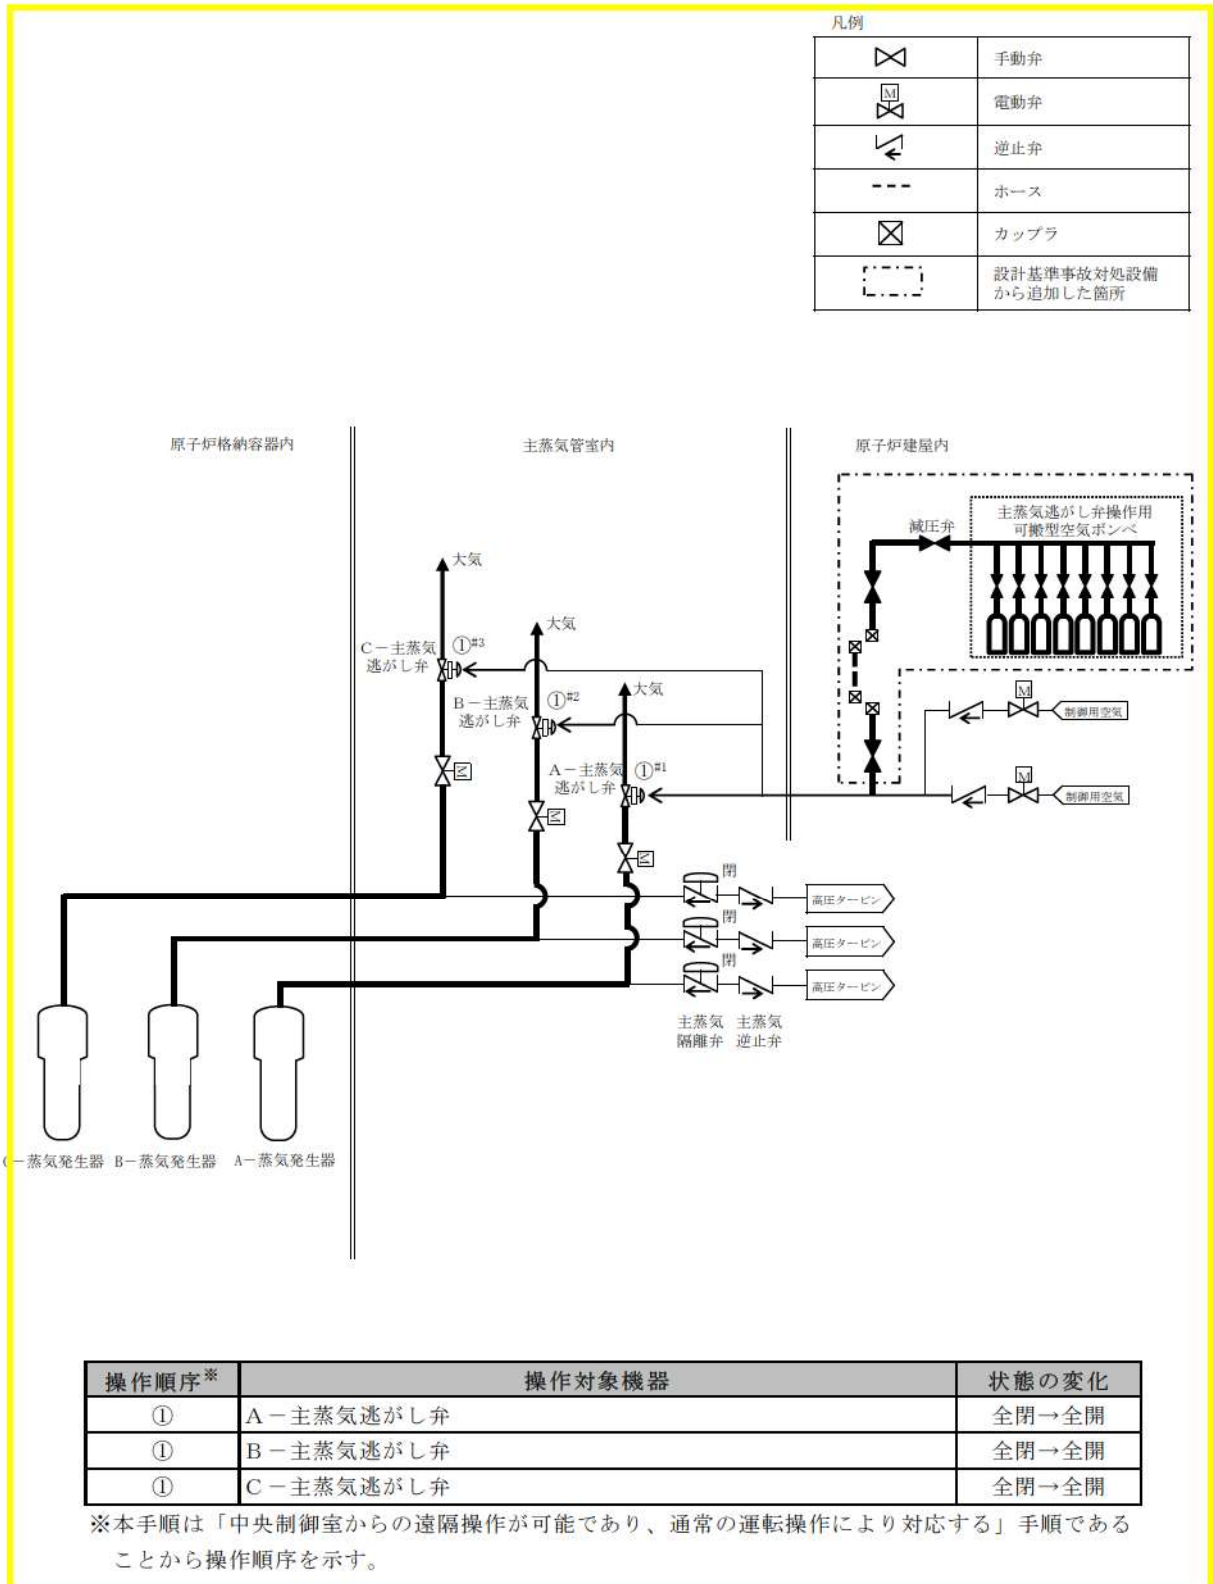 凡例
手動弁
M
電動弁
逆止弁
ホース
カップラ
設計基準事故対処設備
から追加した箇所
原子炉格納容器内
主蒸気管室内
原子炉建屋内
主蒸気逃がし弁操作用
可搬型空気ボンベ
減圧弁
大気
C－主蒸気
逃がし弁
①#3
大気
B－主蒸気
逃がし弁
①#2
大気
A－主蒸気
逃がし弁
①#1
M
制御用空気
M
制御用空気
M
M
M
閉
高圧タービン
閉
高圧タービン
閉
高圧タービン
主蒸気
隔離弁
主蒸気
逆止弁
C－蒸気発生器
B－蒸気発生器
A－蒸気発生器
操作順序※ 操作対象機器 状態の変化
① A－主蒸気逃がし弁 全閉→全開
① B－主蒸気逃がし弁 全閉→全開
① C－主蒸気逃がし弁 全閉→全開
※本手順は「中央制御室からの遠隔操作が可能であり、通常の運転操作により対応する」手順である
ことから操作順序を示す。